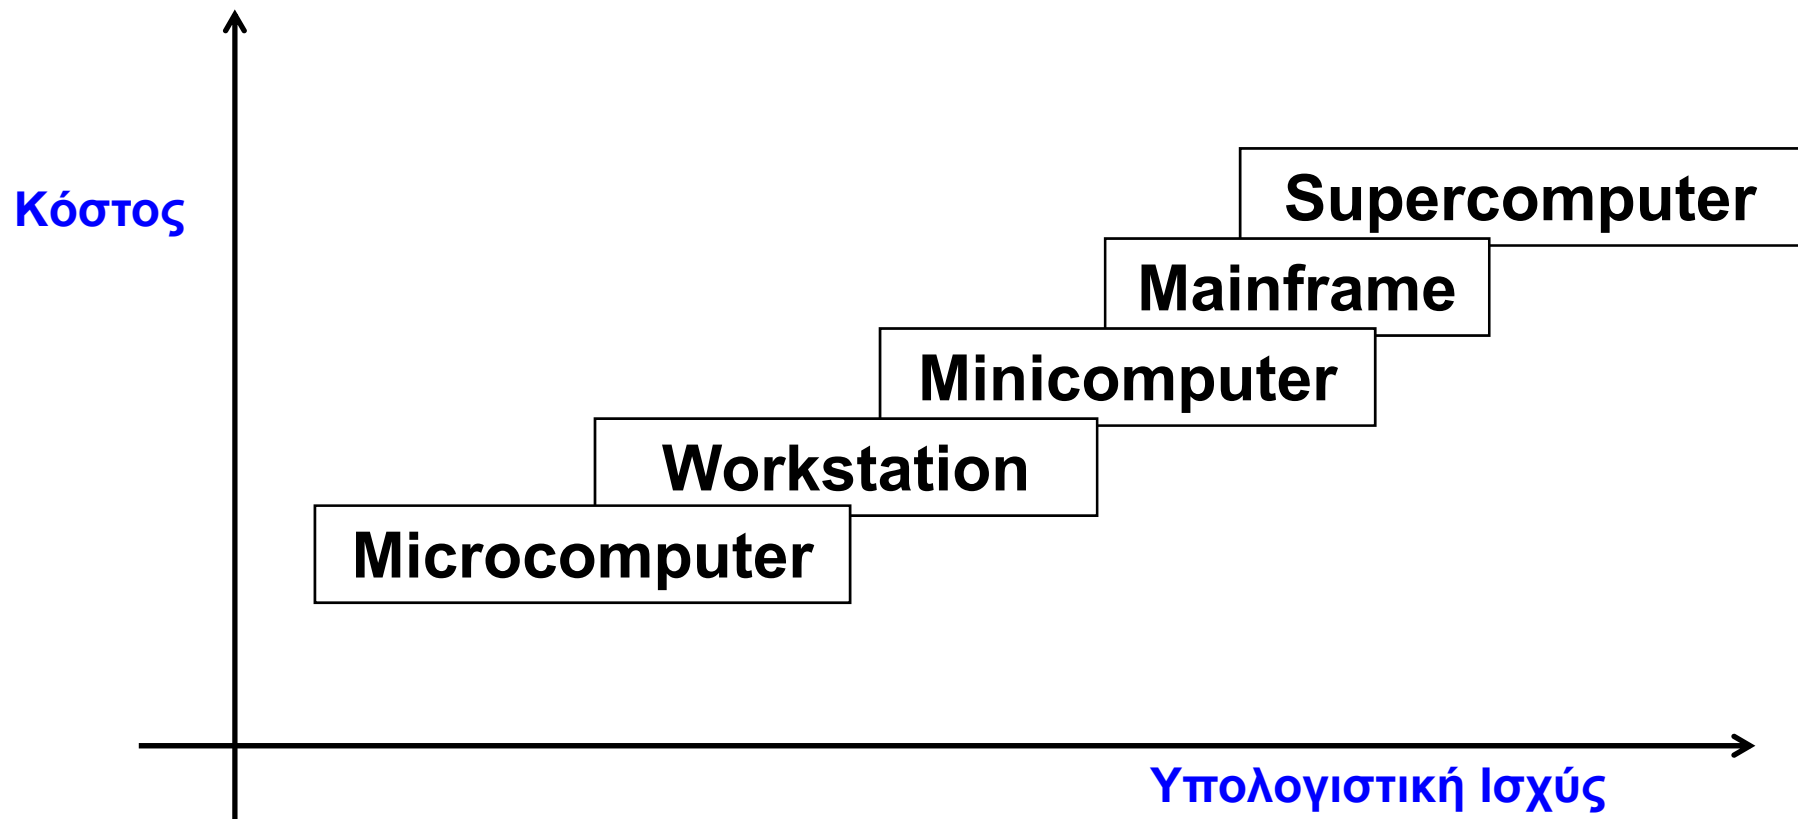 Supercomputer
Κόστος
Mainframe
Minicomputer
Workstation
Microcomputer
Υπολογιστική Ισχύς